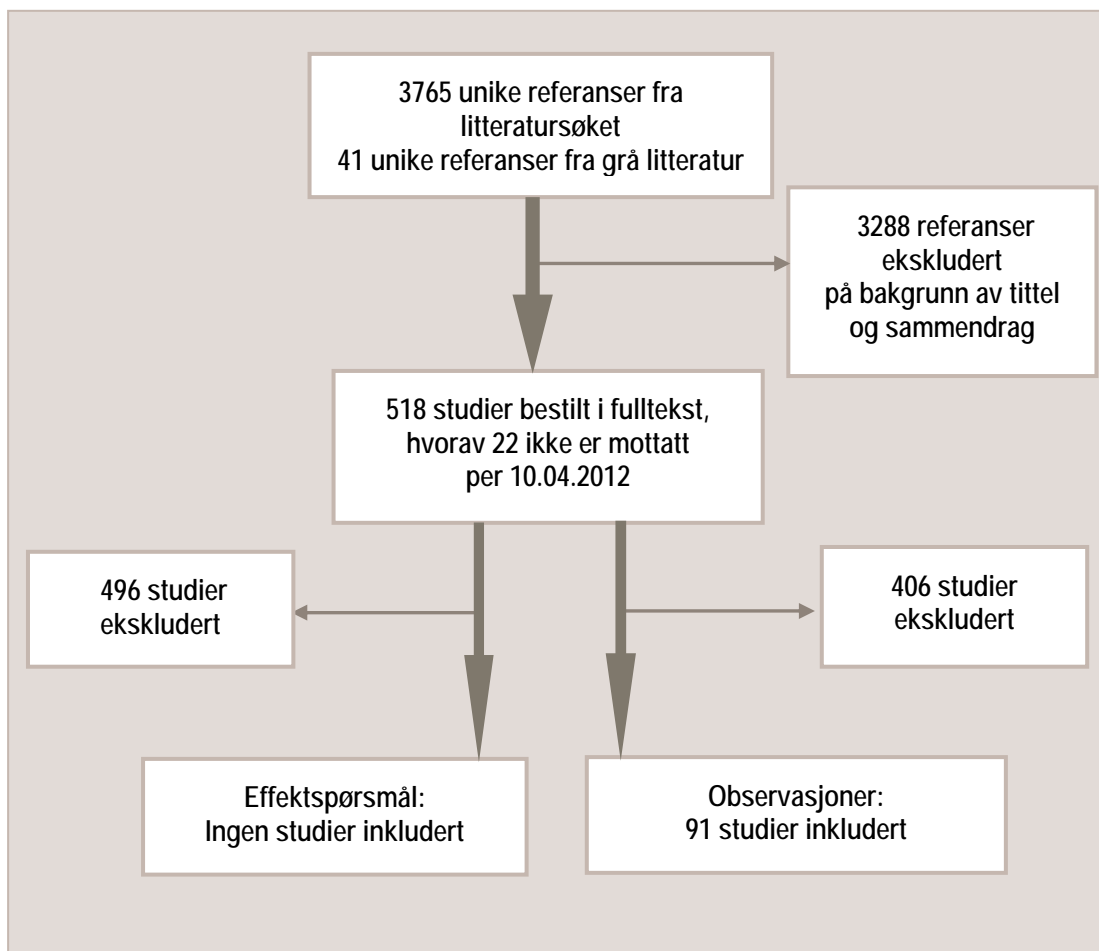 3765 unike referanser fra
litteratursøket
41 unike referanser fra grå litteratur
3288 referanser
ekskludert
på bakgrunn av tittel
og sammendrag
518 studier bestilt i fulltekst,
hvorav 22 ikke er mottatt
per 10.04.2012
496 studier
ekskludert
406 studier
ekskludert
Effektspørsmål:
Ingen studier inkludert
Observasjoner:
91 studier inkludert